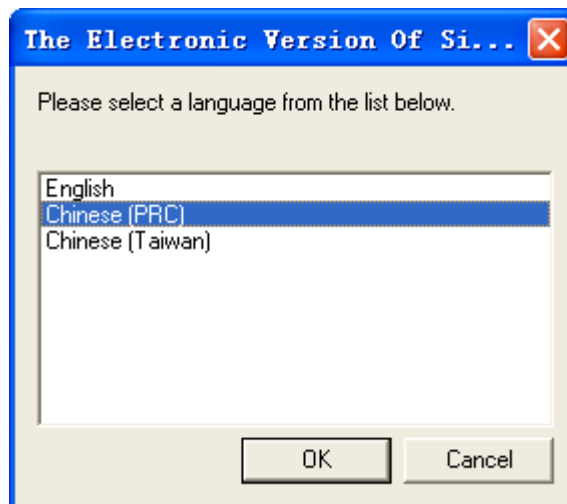 The Electronic Version Of Si...
Please select a language from the list below.
English
Chinese (PRC)
Chinese (Taiwan)
OK Cancel